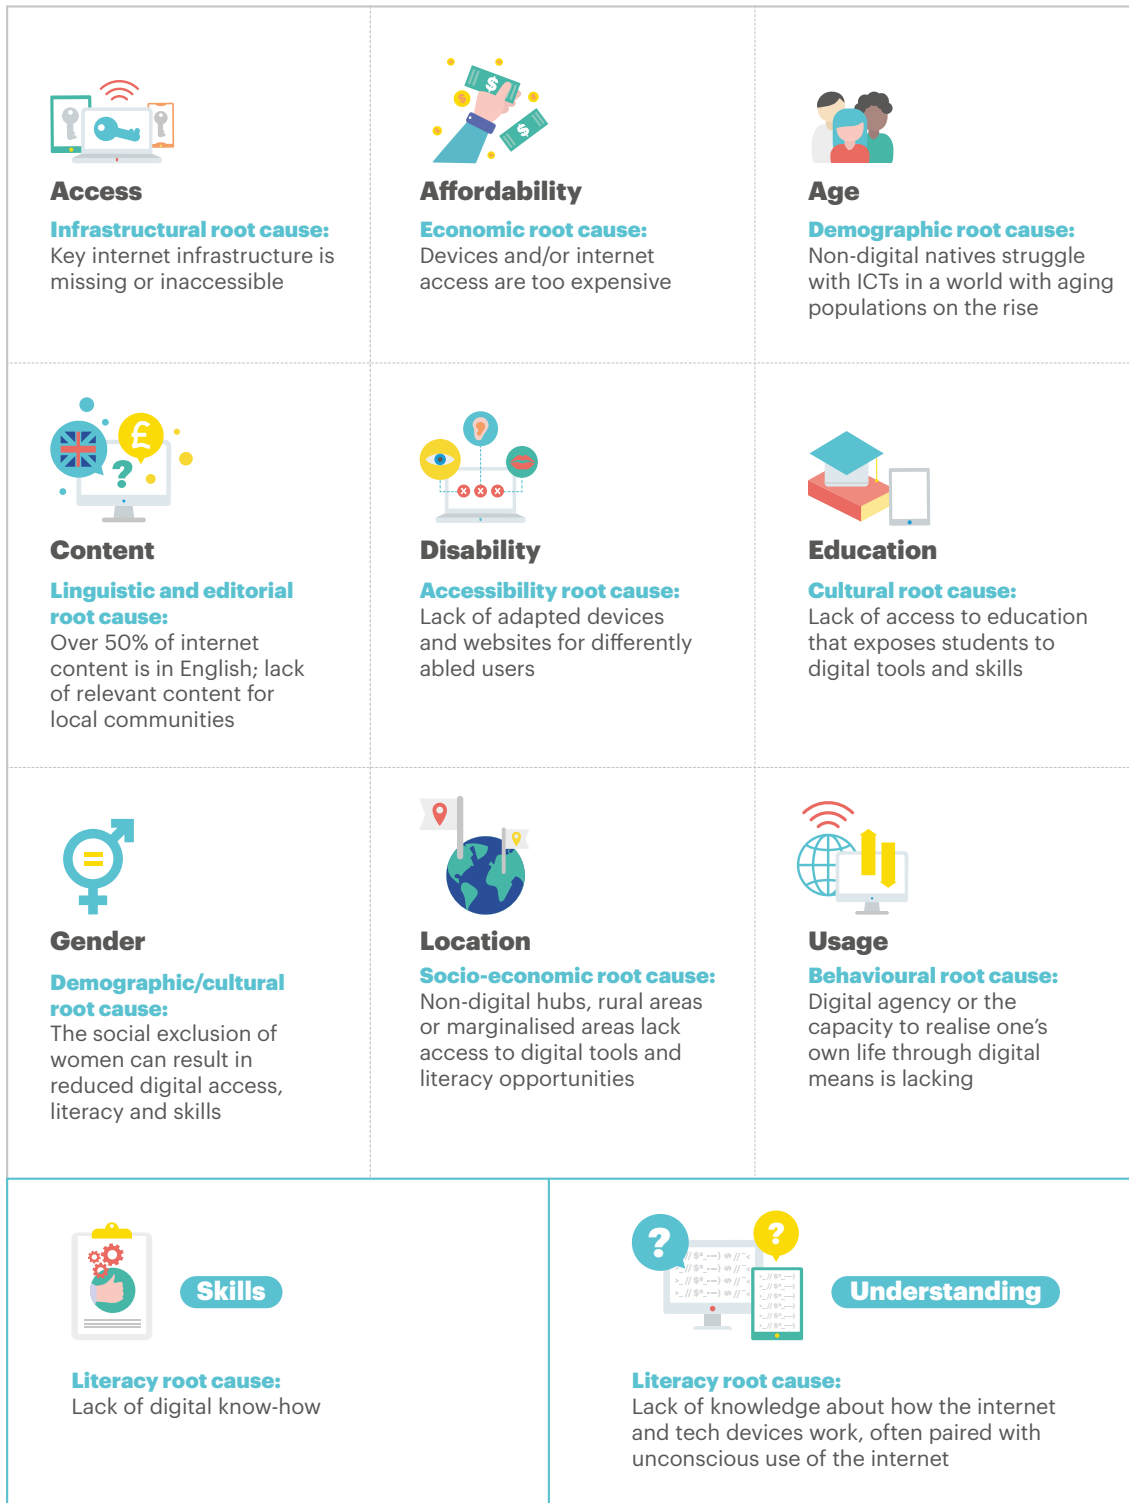 Access
Infrastructural root cause:
Key internet infrastructure is
missing or inaccessible
Affordability
Economic root cause:
Devices and/or internet
access are too expensive
Age
Demographic root cause:
Non-digital natives struggle
with ICTs in a world with aging
populations on the rise
Content
Linguistic and editorial
root cause:
Over 50% of internet
content is in English; lack
of relevant content for
local communities
Disability
Accessibility root cause:
Lack of adapted devices
and websites for differently
abled users
Education
Cultural root cause:
Lack of access to education
that exposes students to
digital tools and skills
Gender
Demographic/cultural
root cause:
The social exclusion of
women can result in
reduced digital access,
literacy and skills
Location
Socio-economic root cause:
Non-digital hubs, rural areas
or marginalised areas lack
access to digital tools and
literacy opportunities
Usage
Behavioural root cause:
Digital agency or the
capacity to realise one's
own life through digital
means is lacking
Skills
Literacy root cause:
Lack of digital know-how
Understanding
Literacy root cause:
Lack of knowledge about how the internet
and tech devices work, often paired with
unconscious use of the internet